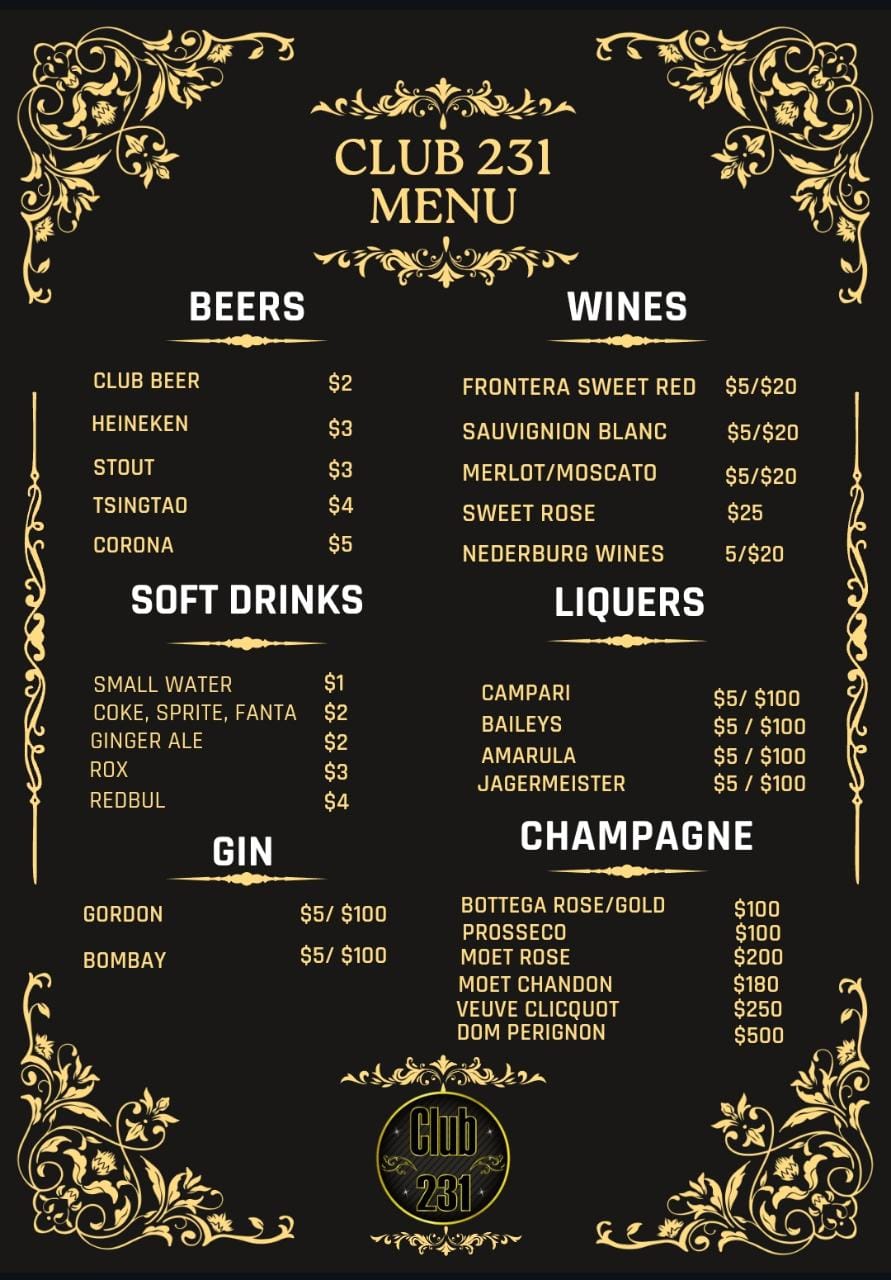 CLUB 231
MENU
BEERS
CLUB BEER $2
HEINEKEN $3
STOUT $3
TSINGTAO $4
CORONA $5
SOFT DRINKS
SMALL WATER $1
COKE, SPRITE, FANTA $2
GINGER ALE $2
ROX $3
REDBUL $4
GIN
GORDON $5/ $100
BOMBAY $5/ $100
WINES
FRONTERA SWEET RED $5/$20
SAUVIGNION BLANC $5/$20
MERLOT/MOSCATO $5/$20
SWEET ROSE $25
NEDERBURG WINES 5/$20
LIQUERS
CAMPARI $5/ $100
BAILEYS $5 / $100
AMARULA $5 / $100
JAGERMEISTER $5 / $100
CHAMPAGNE
BOTTEGA ROSE/GOLD $100
PROSSECO $100
MOET ROSE $200
MOET CHANDON $180
VEUVE CLICQUOT $250
DOM PERIGNON $500
Club
231